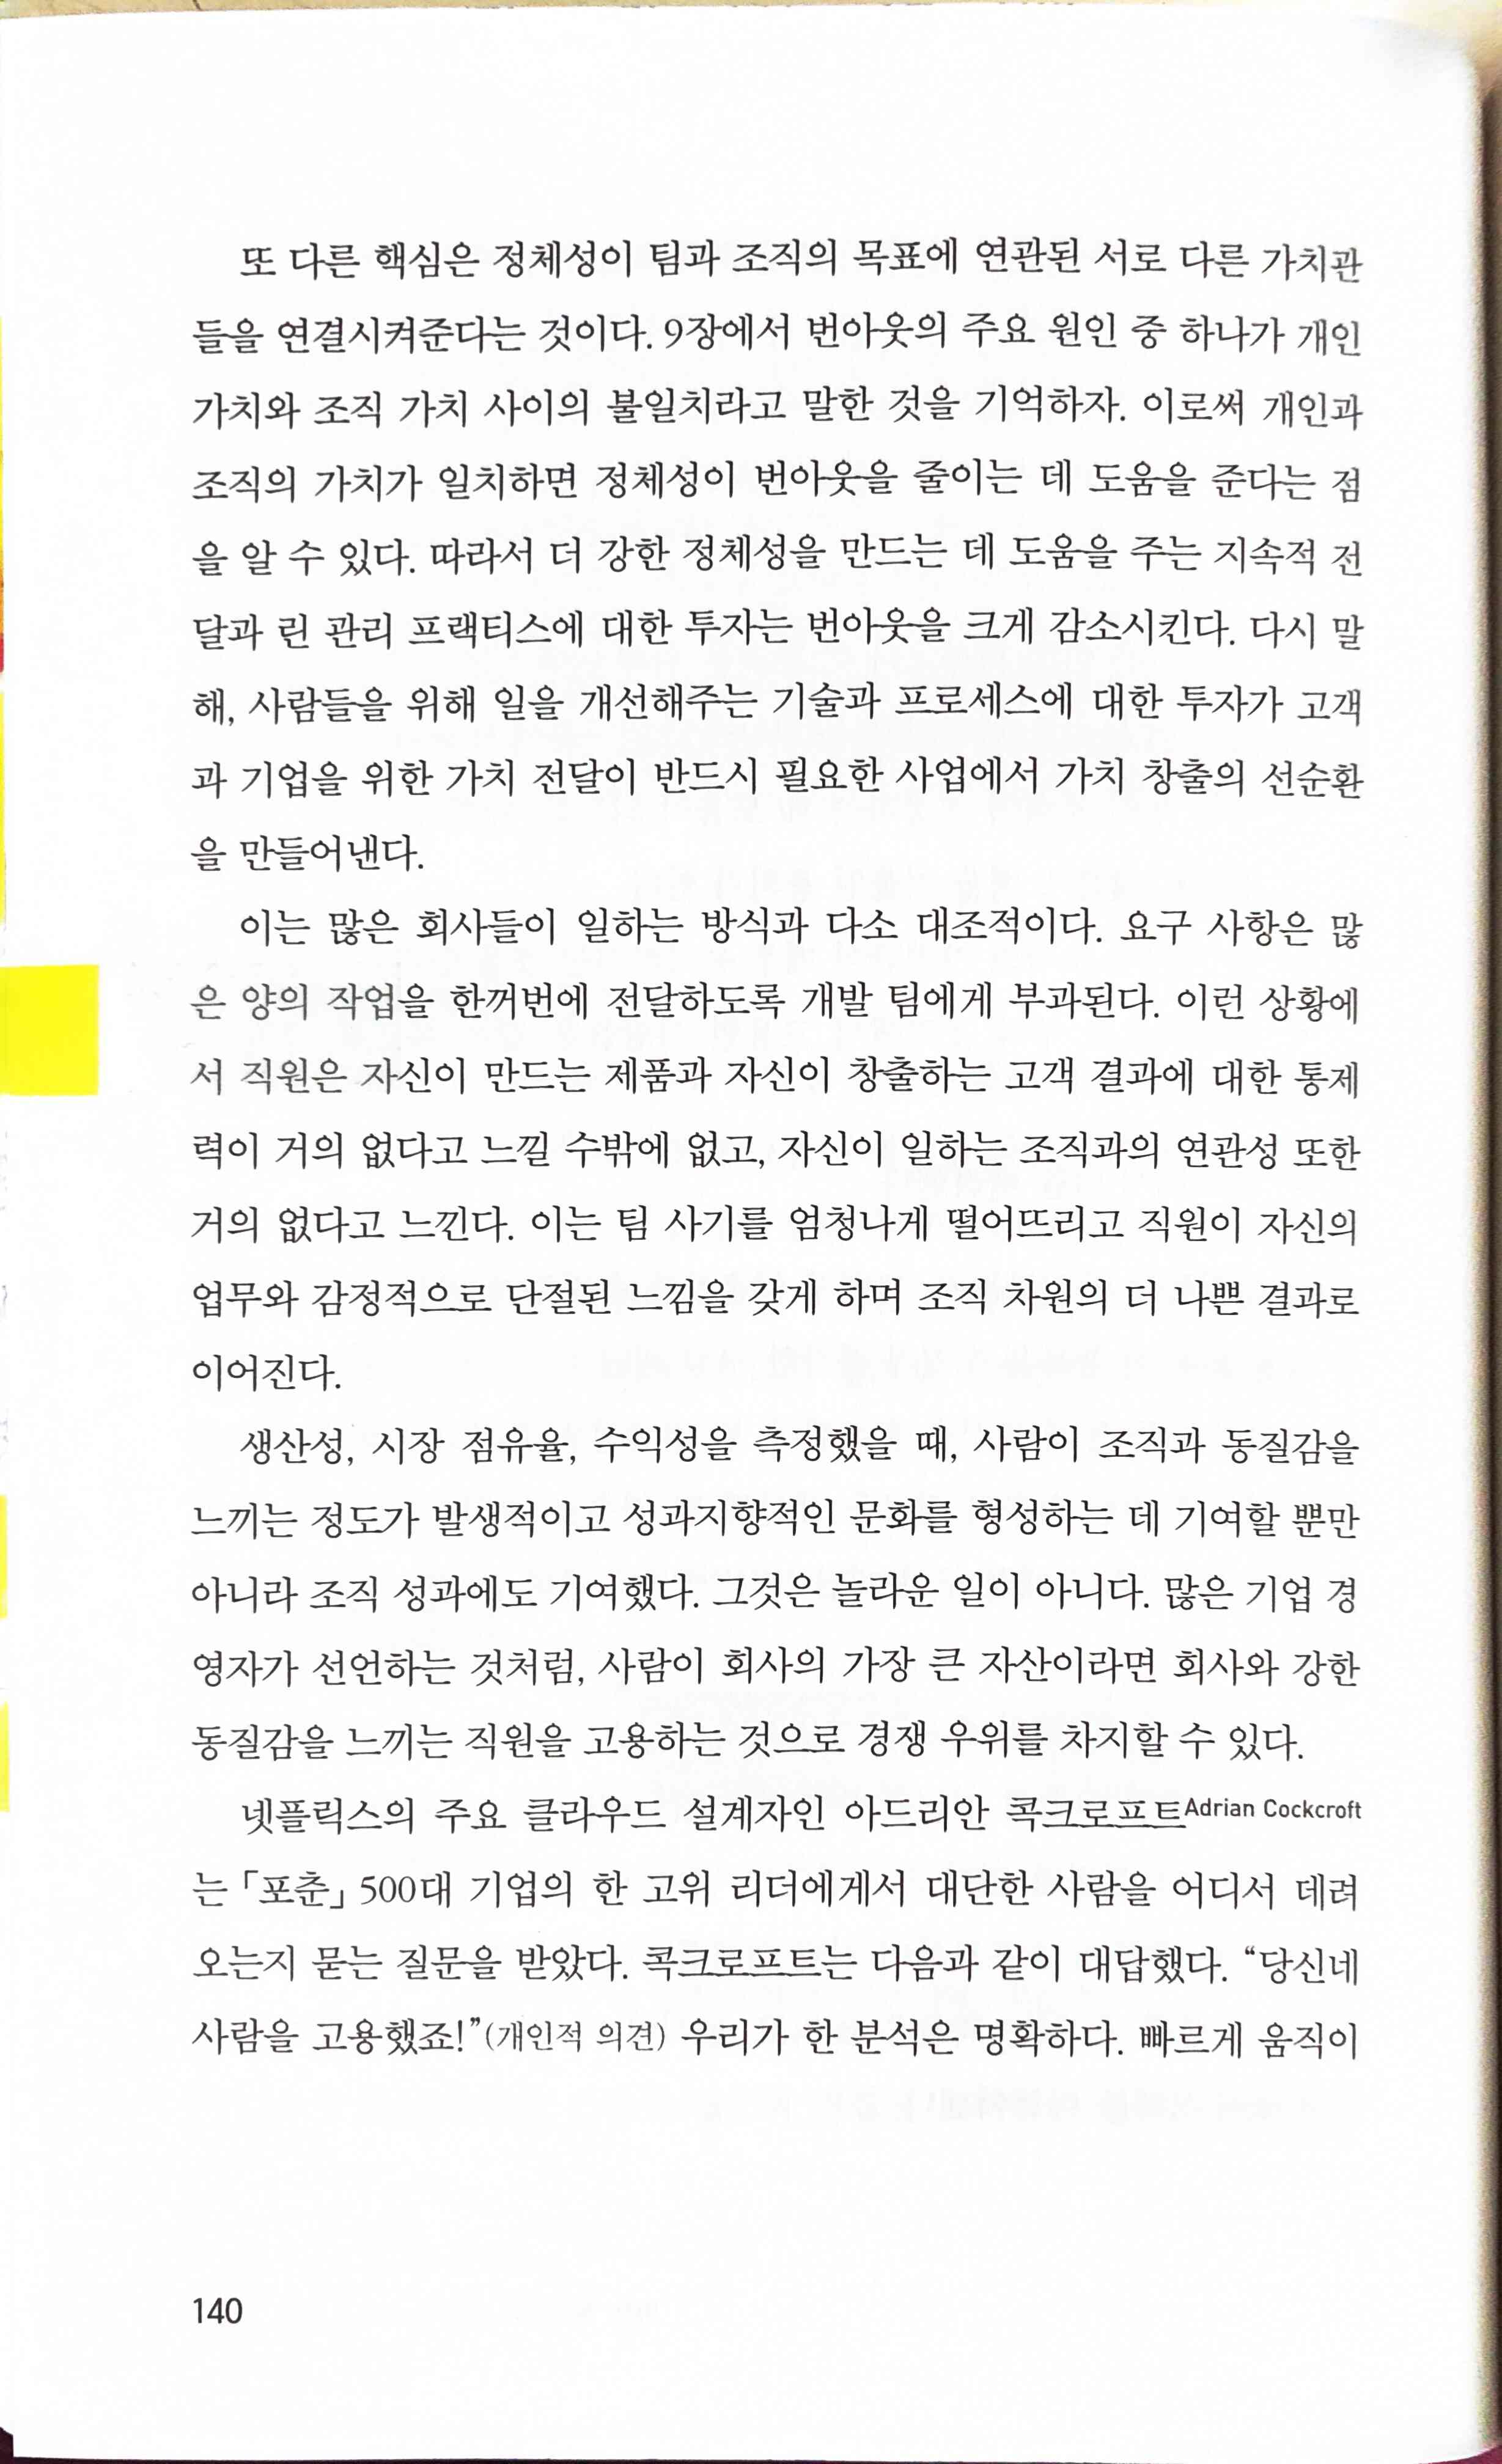 또 다른 핵심은 정체성이 팀과 조직의 목표에 연관된 서로 다른 가치관
들을 연결시켜준다는 것이다. 9장에서 번아웃의 주요 원인 중 하나가 개인
가치와 조직 가치 사이의 불일치라고 말한 것을 기억하자. 이로써 개인과
조직의 가치가 일치하면 정체성이 번아웃을 줄이는 데 도움을 준다는 점
을 알 수 있다. 따라서 더 강한 정체성을 만드는 데 도움을 주는 지속적 전
달과 린 관리 프랙티스에 대한 투자는 번아웃을 크게 감소시킨다. 다시 말
해, 사람들을 위해 일을 개선해주는 기술과 프로세스에 대한 투자가 고객
과 기업을 위한 가치 전달이 반드시 필요한 사업에서 가치 창출의 선순환
을 만들어낸다.
이는 많은 회사들이 일하는 방식과 다소 대조적이다. 요구 사항은 많
은 양의 작업을 한꺼번에 전달하도록 개발 팀에게 부과된다. 이런 상황에
서 직원은 자신이 만드는 제품과 자신이 창출하는 고객 결과에 대한 통제
력이 거의 없다고 느낄 수밖에 없고, 자신이 일하는 조직과의 연관성 또한
거의 없다고 느낀다. 이는 팀 사기를 엄청나게 떨어뜨리고 직원이 자신의
업무와 감정적으로 단절된 느낌을 갖게 하며 조직 차원의 더 나쁜 결과로
이어진다.
생산성, 시장 점유율, 수익성을 측정했을 때, 사람이 조직과 동질감을
느끼는 정도가 발생적이고 성과지향적인 문화를 형성하는 데 기여할 뿐만
아니라 조직 성과에도 기여했다. 그것은 놀라운 일이 아니다. 많은 기업 경
영자가 선언하는 것처럼, 사람이 회사의 가장 큰 자산이라면 회사와 강한
동질감을 느끼는 직원을 고용하는 것으로 경쟁 우위를 차지할 수 있다.
넷플릭스의 주요 클라우드 설계자인 아드리안 콕크로프트Adrian Cockcroft
는 「포춘」 500대 기업의 한 고위 리더에게서 대단한 사람을 어디서 데려
오는지 묻는 질문을 받았다. 콕크로프트는 다음과 같이 대답했다. “당신네
사람을 고용했죠!”(개인적 의견) 우리가 한 분석은 명확하다. 빠르게 움직이
140